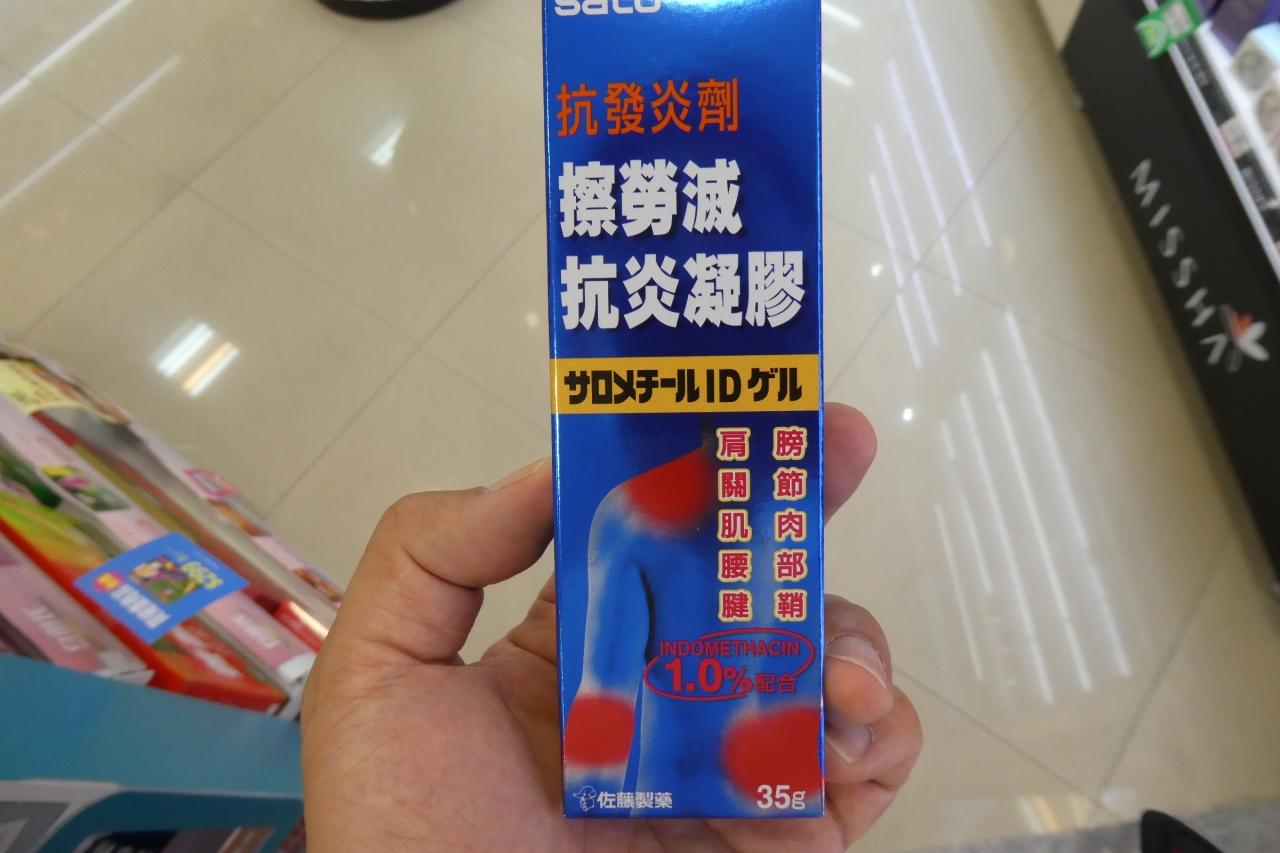 sato
抗發炎劑
擦勞滅
抗炎凝膠
サロメチールIDゲル
肩膀
關節
肌肉
腰部
腱鞘
INDOMETHACIN
1.0%配合
佐藤製薬
35g
MISSHA